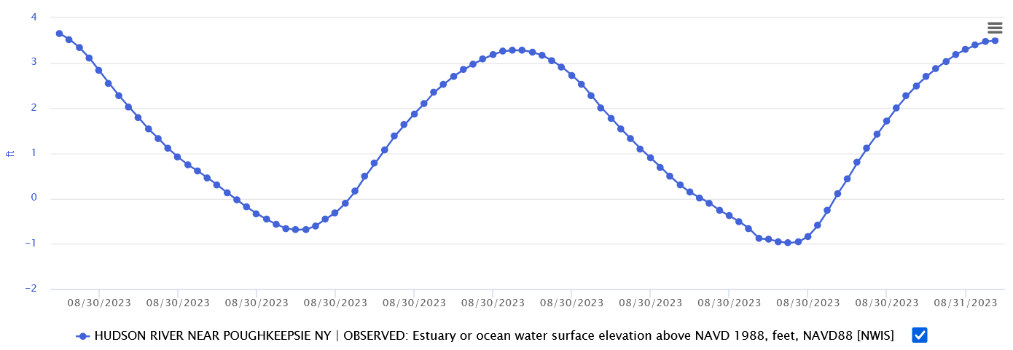 4
3
2
1
0
-1
-2
ft
08/30/2023 08/30/2023 08/30/2023 08/30/2023 08/30/2023 08/30/2023 08/30/2023 08/30/2023 08/30/2023 08/30/2023 08/30/2023 08/31/2023
HUDSON RIVER NEAR POUGHKEEPSIE NY | OBSERVED: Estuary or ocean water surface elevation above NAVD 1988, feet, NAVD88 [NWIS]